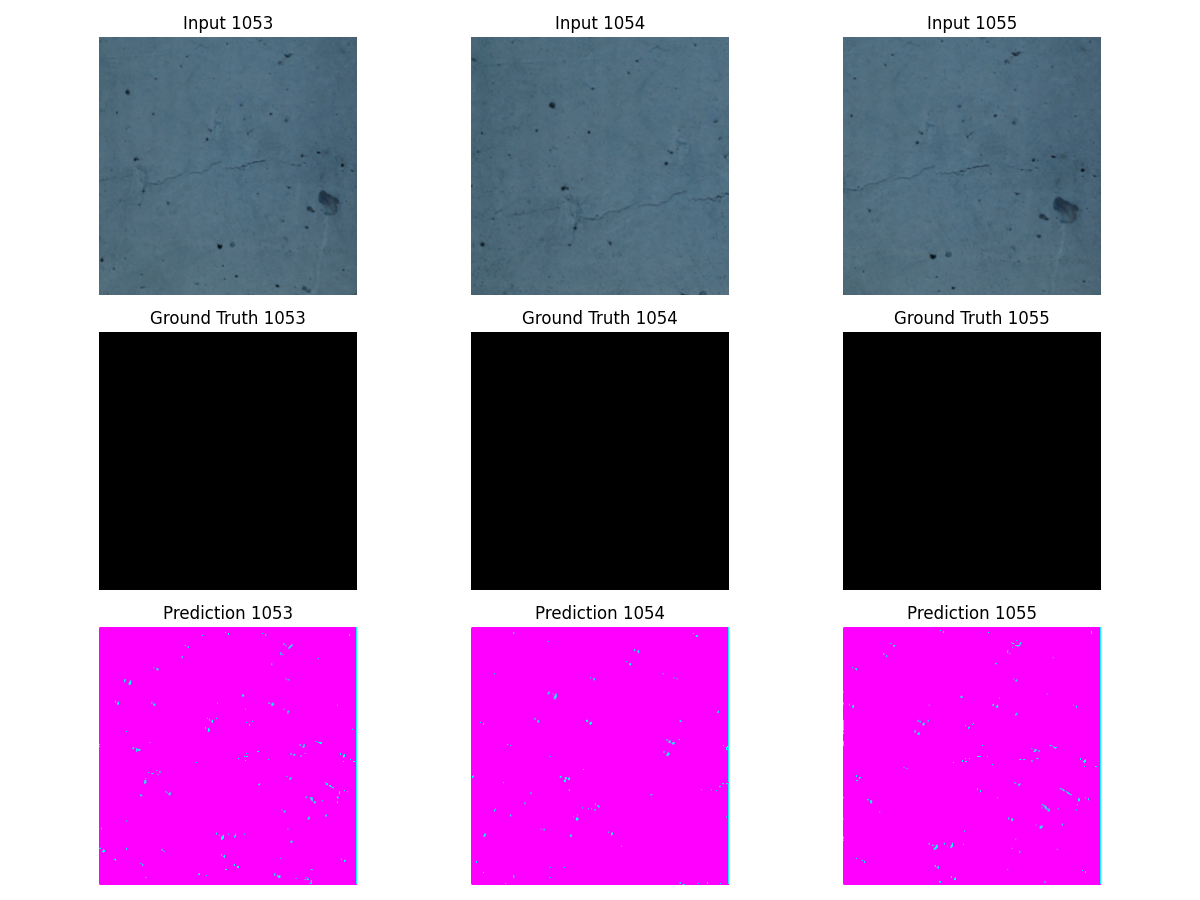 Input 1053
Input 1054
Input 1055
Ground Truth 1053
Ground Truth 1054
Ground Truth 1055
Prediction 1053
Prediction 1054
Prediction 1055